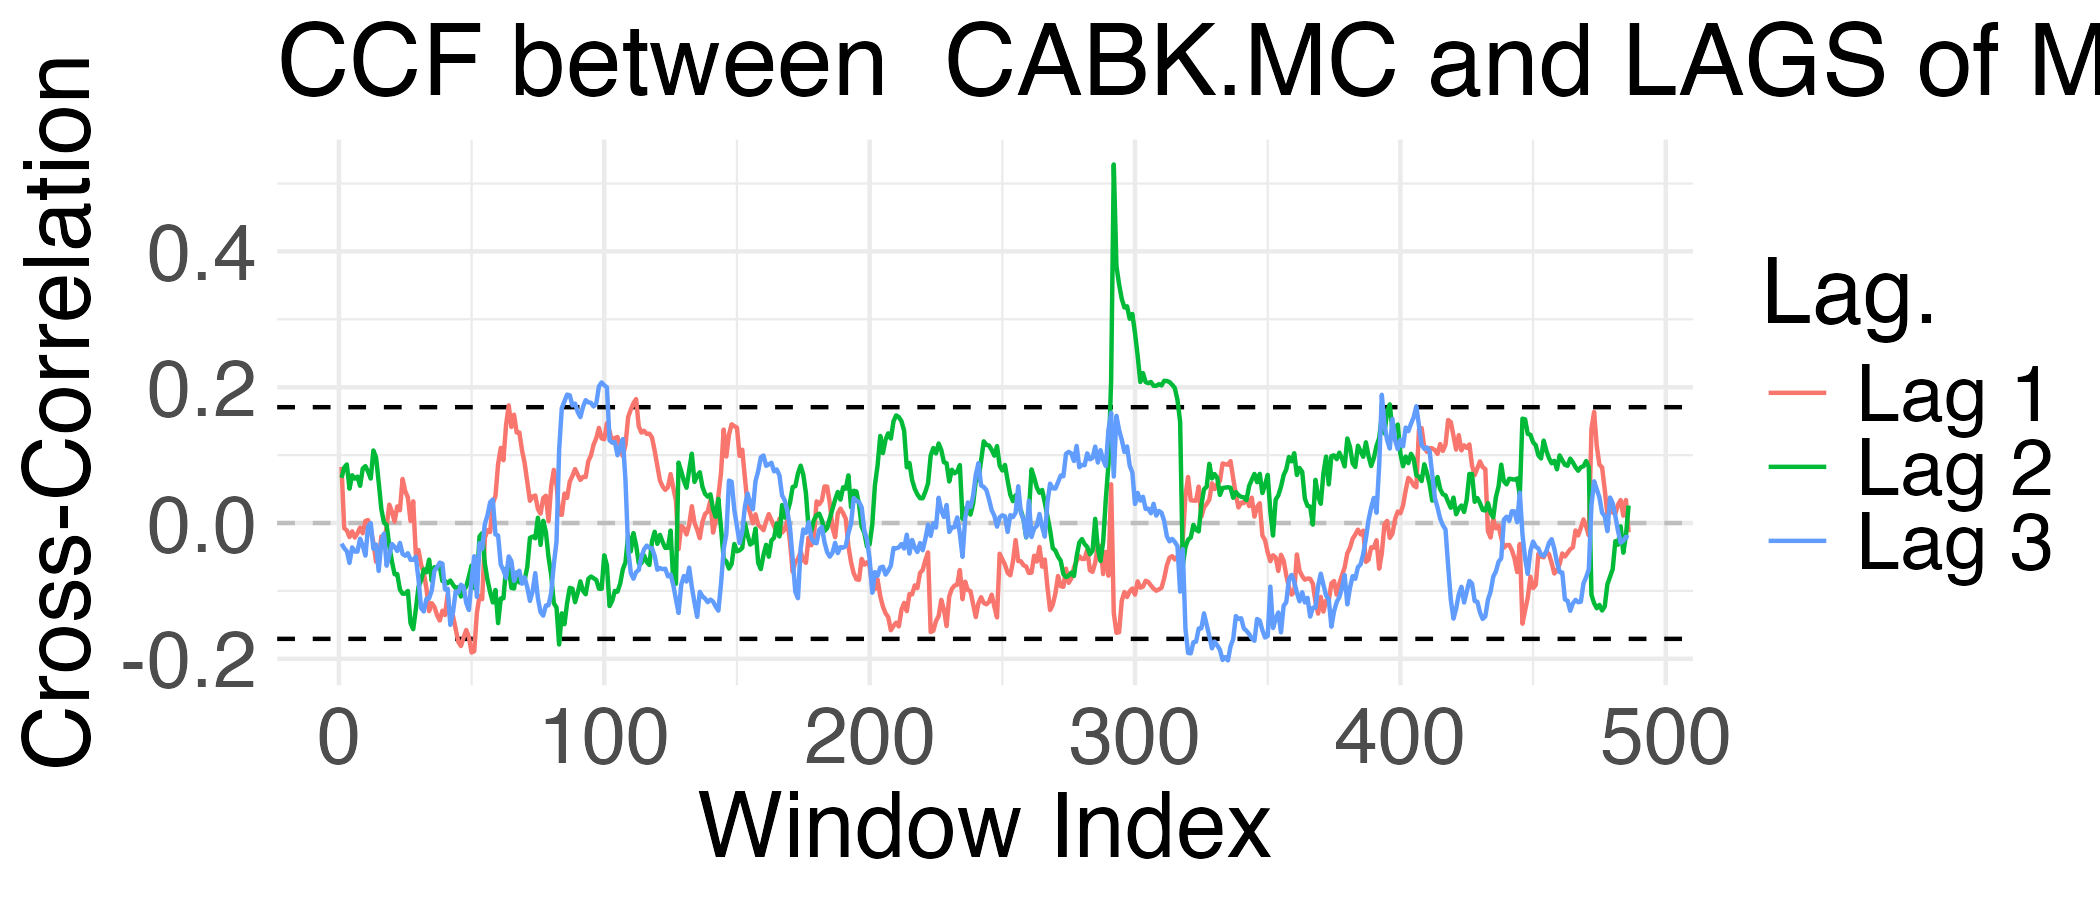 CCF between CABK.MC and LAGS of M
Cross-Correlation
0.4
0.2
0.0
-0.2
0 100 200 300 400 500
Window Index
Lag.
Lag 1
Lag 2
Lag 3